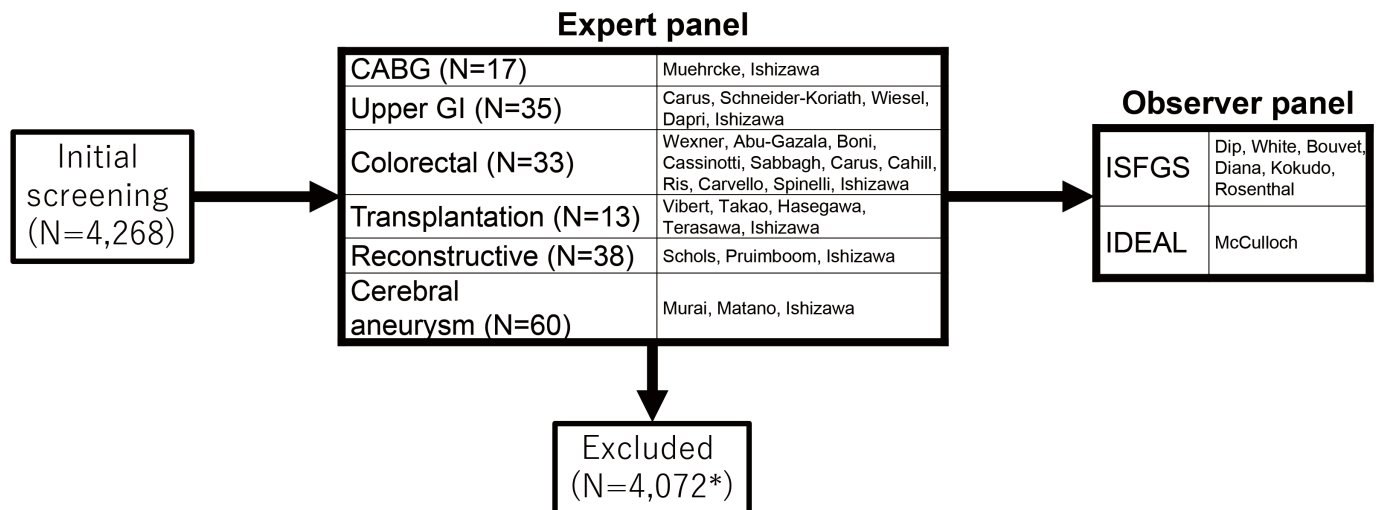 Expert panel
Initial
screening
(N=4,268)
CABG (N=17)
Muehrcke, Ishizawa
Upper GI (N=35)
Carus, Schneider-Koriath, Wiesel,
Dapri, Ishizawa
Colorectal (N=33)
Wexner, Abu-Gazala, Boni,
Cassinotti, Sabbagh, Carus, Cahill,
Ris, Carvello, Spinelli, Ishizawa
Transplantation (N=13)
Vibert, Takao, Hasegawa,
Terasawa, Ishizawa
Reconstructive (N=38)
Schols, Pruimboom, Ishizawa
Cerebral
aneurysm (N=60)
Murai, Matano, Ishizawa
Observer panel
ISFGS
Dip, White, Bouvet,
Diana, Kokudo,
Rosenthal
IDEAL
McCulloch
Excluded
(N=4,072*)